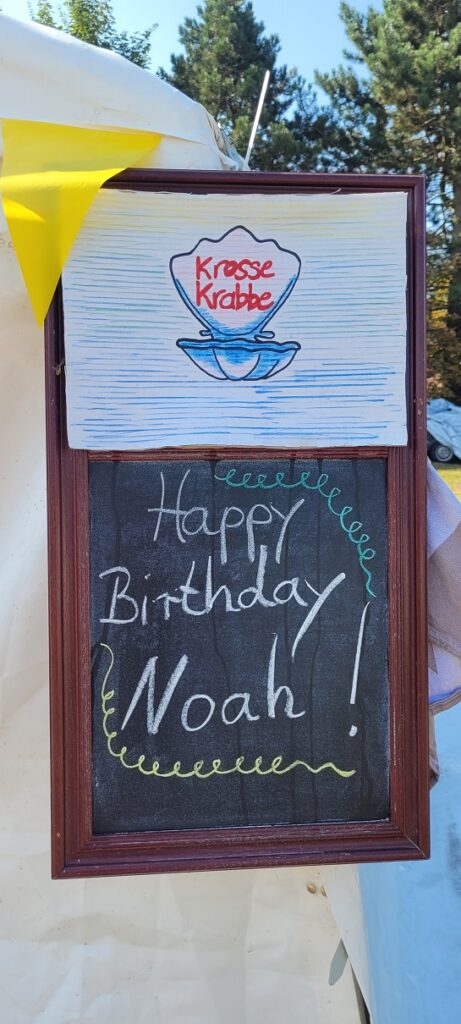 Krosse
Krabbe
Happy
Birthday
Noah !